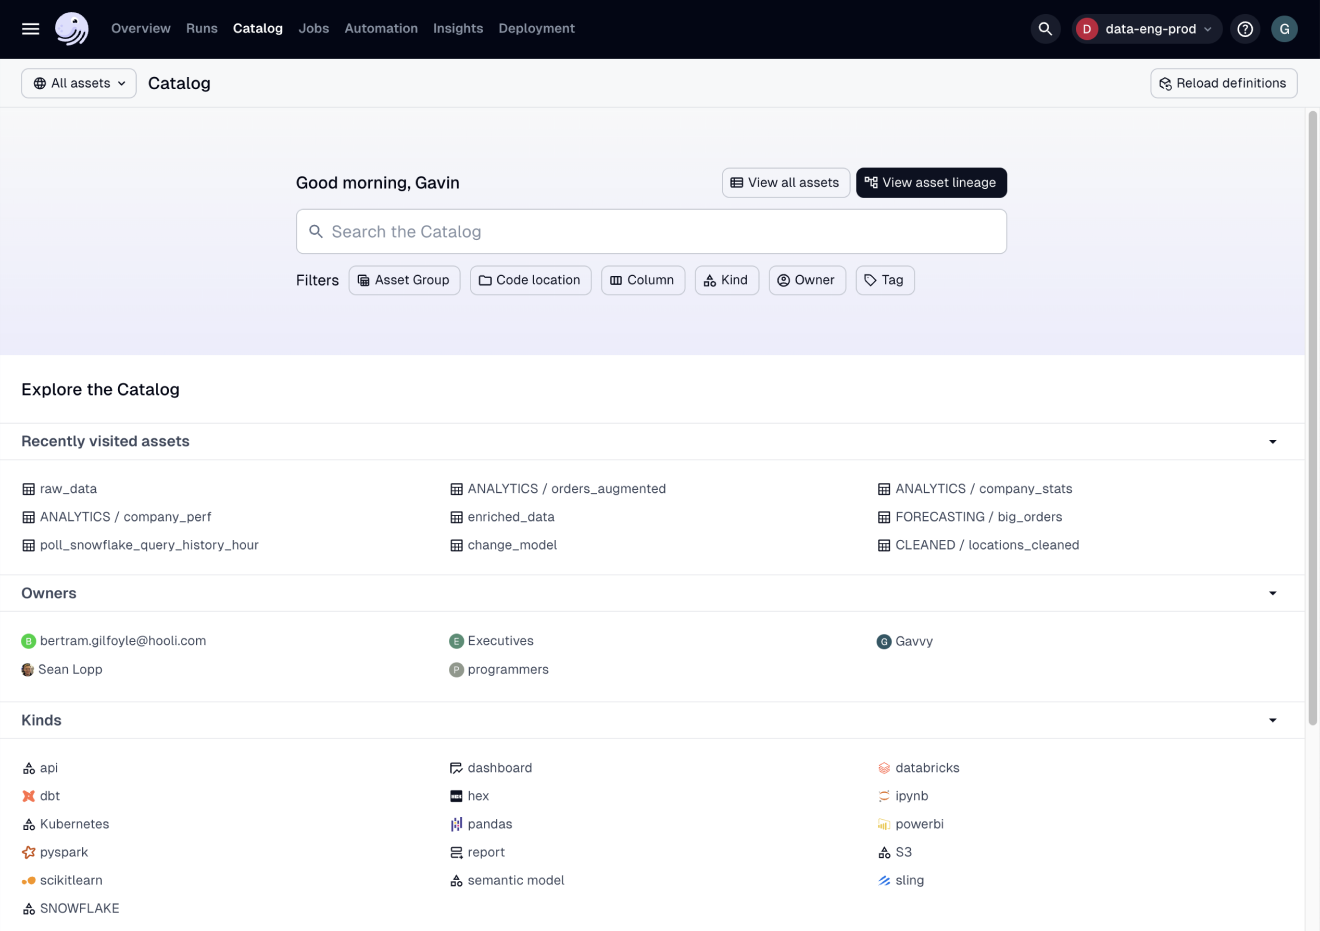 Overview Runs Catalog Jobs Automation Insights Deployment D data-eng-prod G
All assets Catalog Reload definitions
Good morning, Gavin View all assets View asset lineage
Search the Catalog
Filters Asset Group Code location Column Kind Owner Tag
Explore the Catalog
Recently visited assets
raw_data ANALYTICS / orders_augmented ANALYTICS / company_stats
ANALYTICS / company_perf enriched_data FORECASTING / big_orders
poll_snowflake_query_history_hour change_model CLEANED / locations_cleaned
Owners
B bertram.gilfoyle@hooli.com E Executives G Gavvy
Sean Lopp P programmers
Kinds
api dashboard databricks
dbt hex ipynb
Kubernetes pandas powerbi
pyspark report S3
scikitlearn semantic model sling
SNOWFLAKE